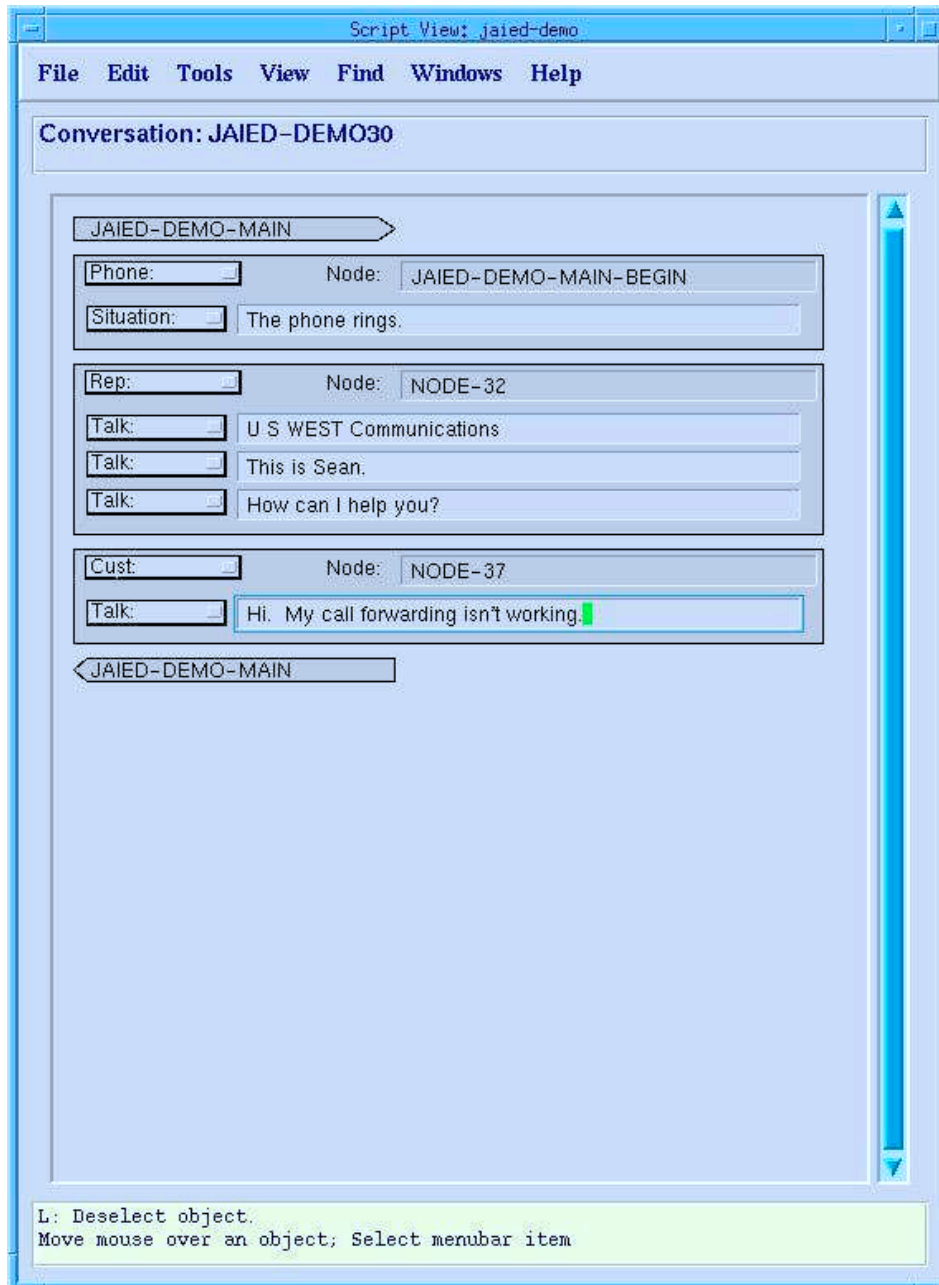 Script View: jaied-demo
File Edit Tools View Find Windows Help
Conversation: JAIED-DEMO30
JAIED-DEMO-MAIN
Phone: Node: JAIED-DEMO-MAIN-BEGIN
Situation: The phone rings.
Rep: Node: NODE-32
Talk: U S WEST Communications
Talk: This is Sean.
Talk: How can I help you?
Cust: Node: NODE-37
Talk: Hi. My call forwarding isn't working.
JAIED-DEMO-MAIN
L: Deselect object.
Move mouse over an object; Select menubar item